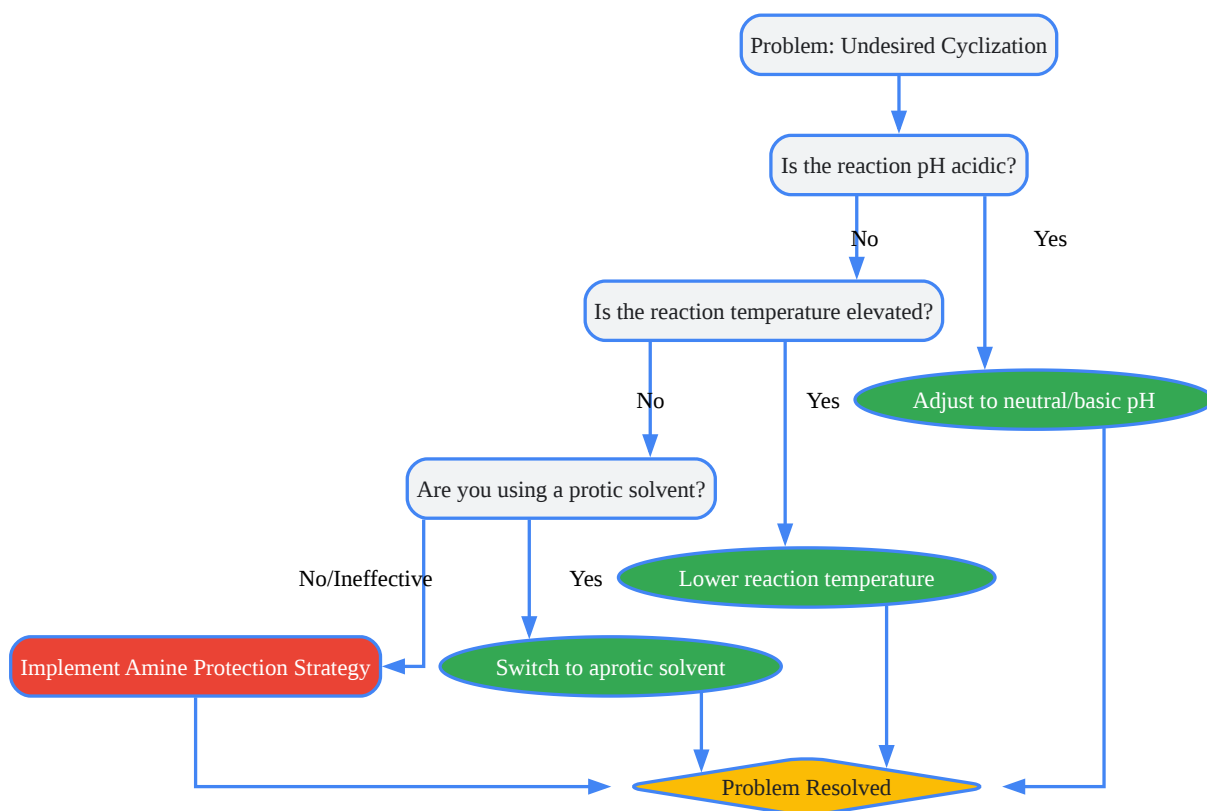 Problem: Undesired Cyclization
Is the reaction pH acidic?
No
Yes
Is the reaction temperature elevated?
No
Yes
Adjust to neutral/basic pH
Are you using a protic solvent?
No/Ineffective
Yes
Lower reaction temperature
Implement Amine Protection Strategy
Switch to aprotic solvent
Problem Resolved